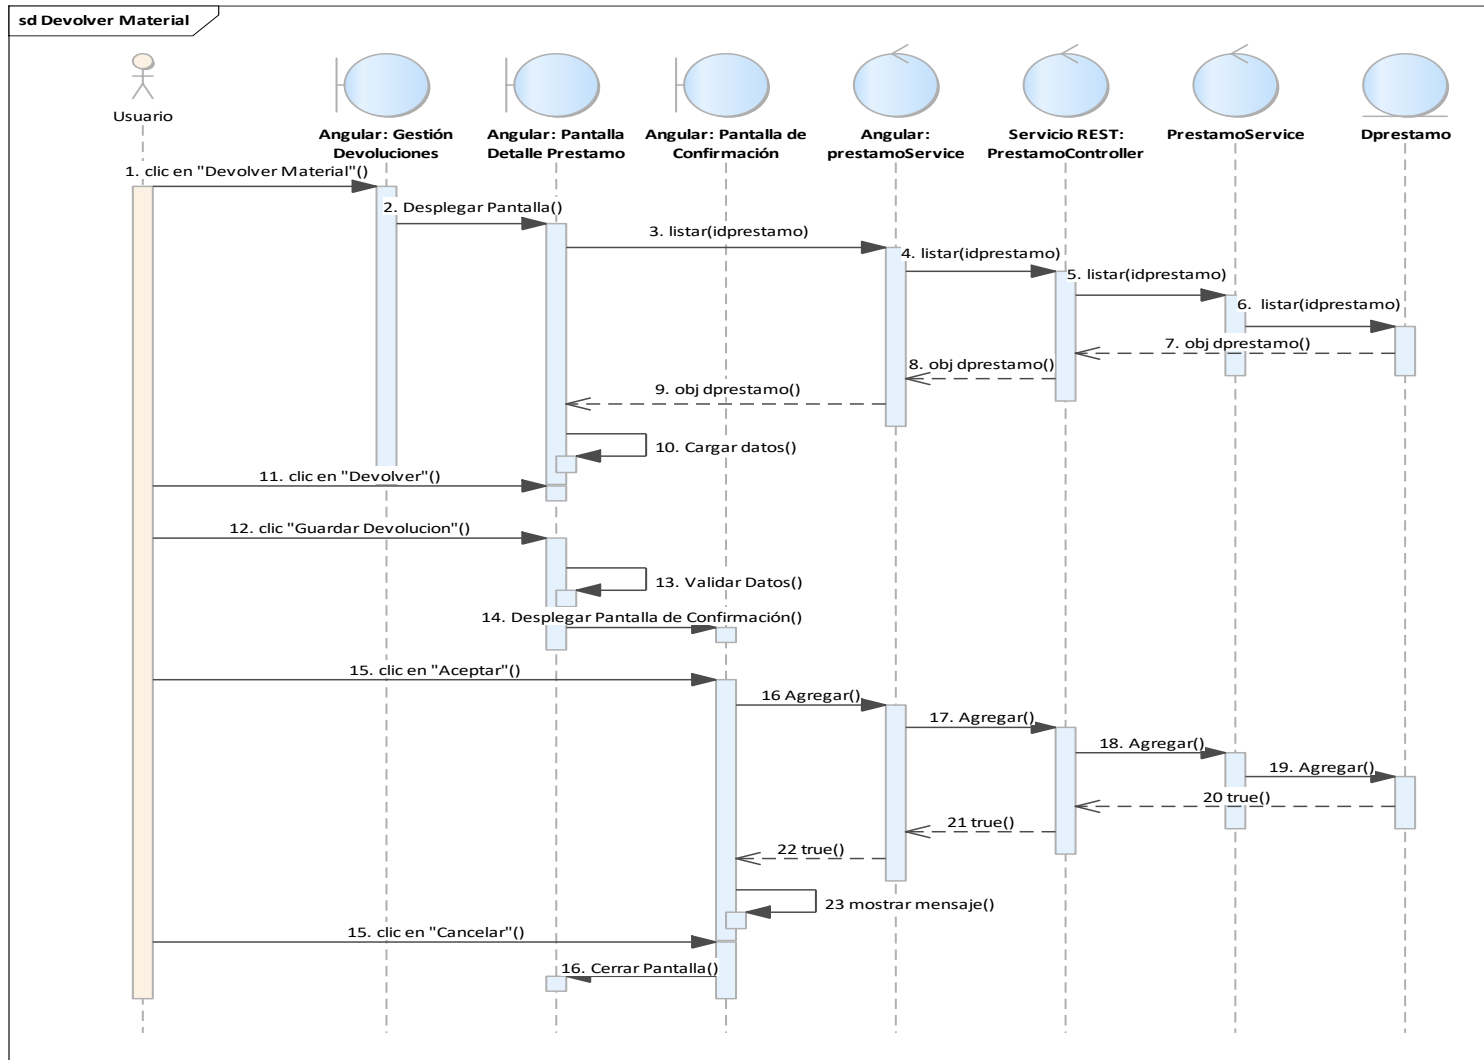 sd Devolver Material
Usuario
Angular: Gestión
Devoluciones
Angular: Pantalla
Detalle Prestamo
Angular: Pantalla de
Confirmación
Angular:
prestamoService
Servicio REST:
PrestamoController
PrestamoService
Dprestamo
1. clic en "Devolver Material"()
2. Desplegar Pantalla()
3. listar(idprestamo)
4. listar(idprestamo)
5. listar(idprestamo)
6.  listar(idprestamo)
7. obj dprestamo()
8. obj dprestamo()
9. obj dprestamo()
10. Cargar datos()
11. clic en "Devolver"()
12. clic "Guardar Devolucion"()
13. Validar Datos()
14. Desplegar Pantalla de Confirmación()
15. clic en "Aceptar"()
16 Agregar()
17. Agregar()
18. Agregar()
19. Agregar()
20 true()
21 true()
22 true()
23 mostrar mensaje()
15. clic en "Cancelar"()
16. Cerrar Pantalla()